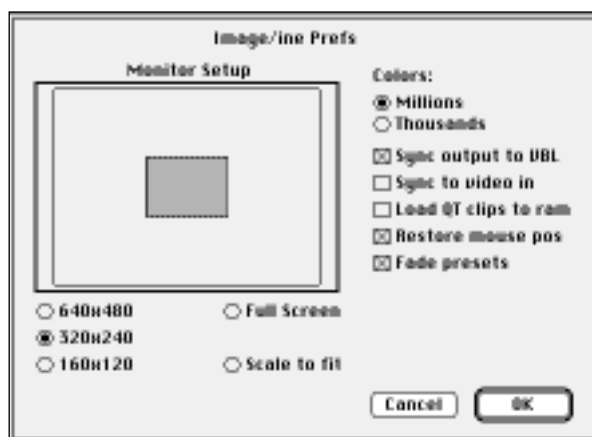 Image/ine Prefs
Monitor Setup
Colors:
Millions
Thousands
Sync output to VBL
Sync to video in
Load QT clips to ram
Restore mouse pos
Fade presets
640x480
Full Screen
320x240
160x120
Scale to fit
Cancel
OK